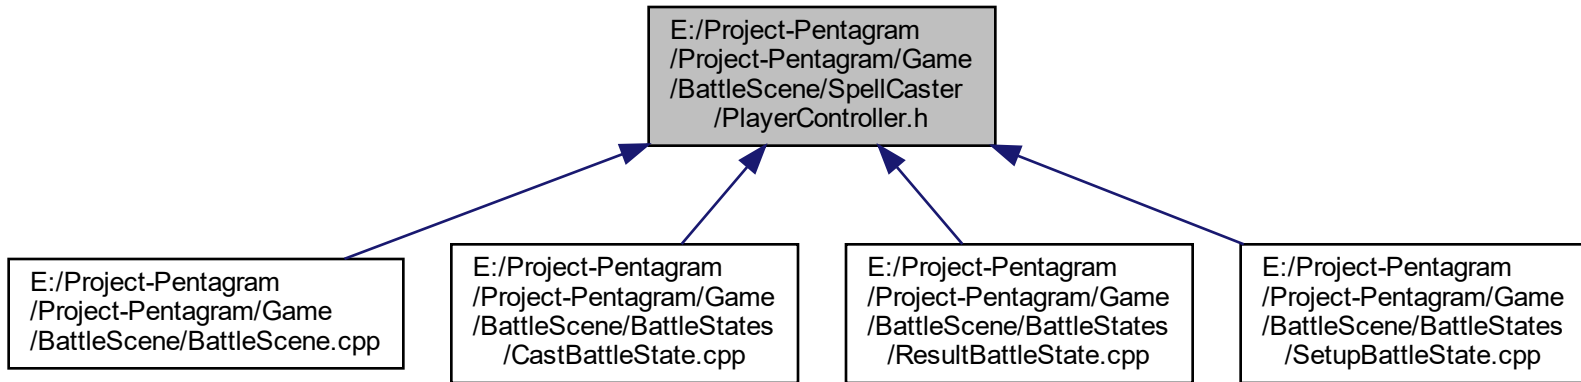 E:/Project-Pentagram
/Project-Pentagram/Game
/BattleScene/SpellCaster
/PlayerController.h
E:/Project-Pentagram
/Project-Pentagram/Game
/BattleScene/BattleScene.cpp
E:/Project-Pentagram
/Project-Pentagram/Game
/BattleScene/BattleStates
/CastBattleState.cpp
E:/Project-Pentagram
/Project-Pentagram/Game
/BattleScene/BattleStates
/ResultBattleState.cpp
E:/Project-Pentagram
/Project-Pentagram/Game
/BattleScene/BattleStates
/SetupBattleState.cpp